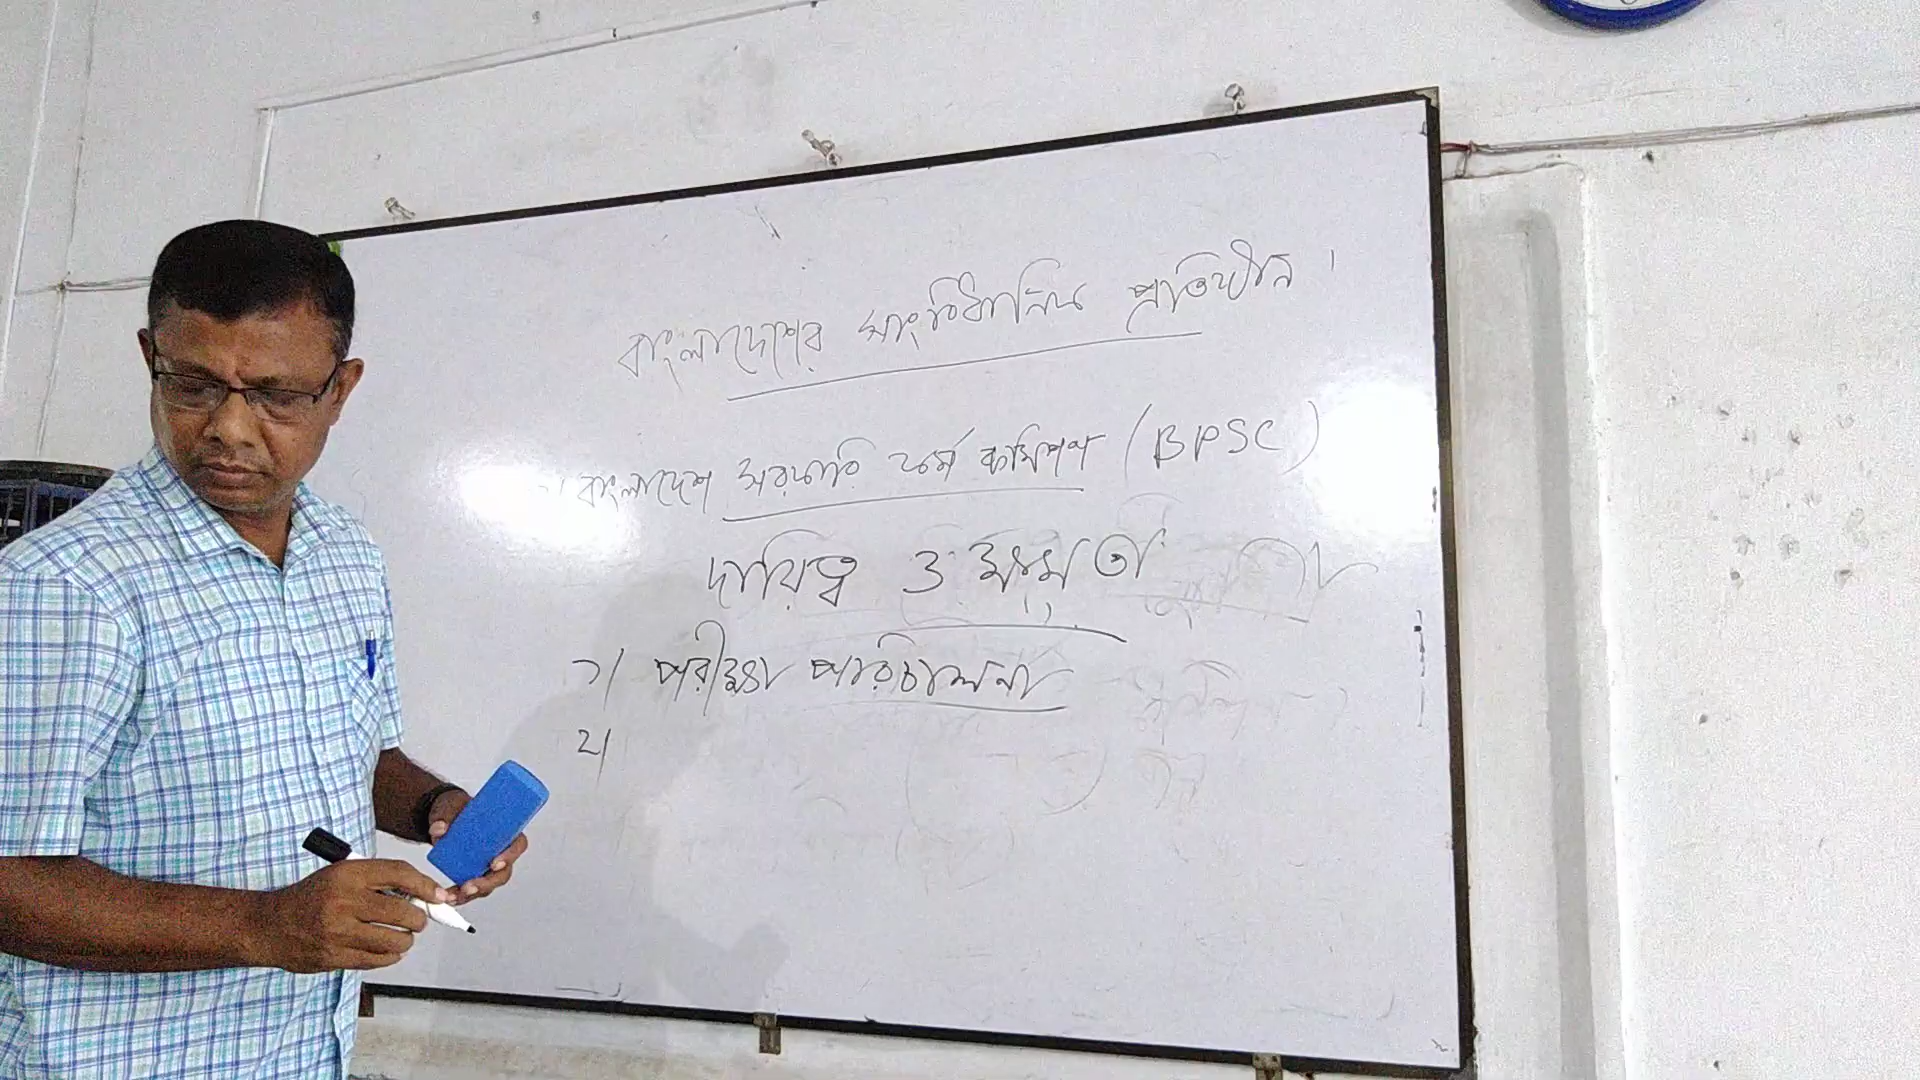 বাংলাদেশের সাংবিধানিক প্রতিষ্ঠান।
বাংলাদেশ সরকারি কর্ম কমিশন (BPSC)
দায়িত্ব ও ক্ষমতা
১। পরীক্ষা পরিচালনা
২।